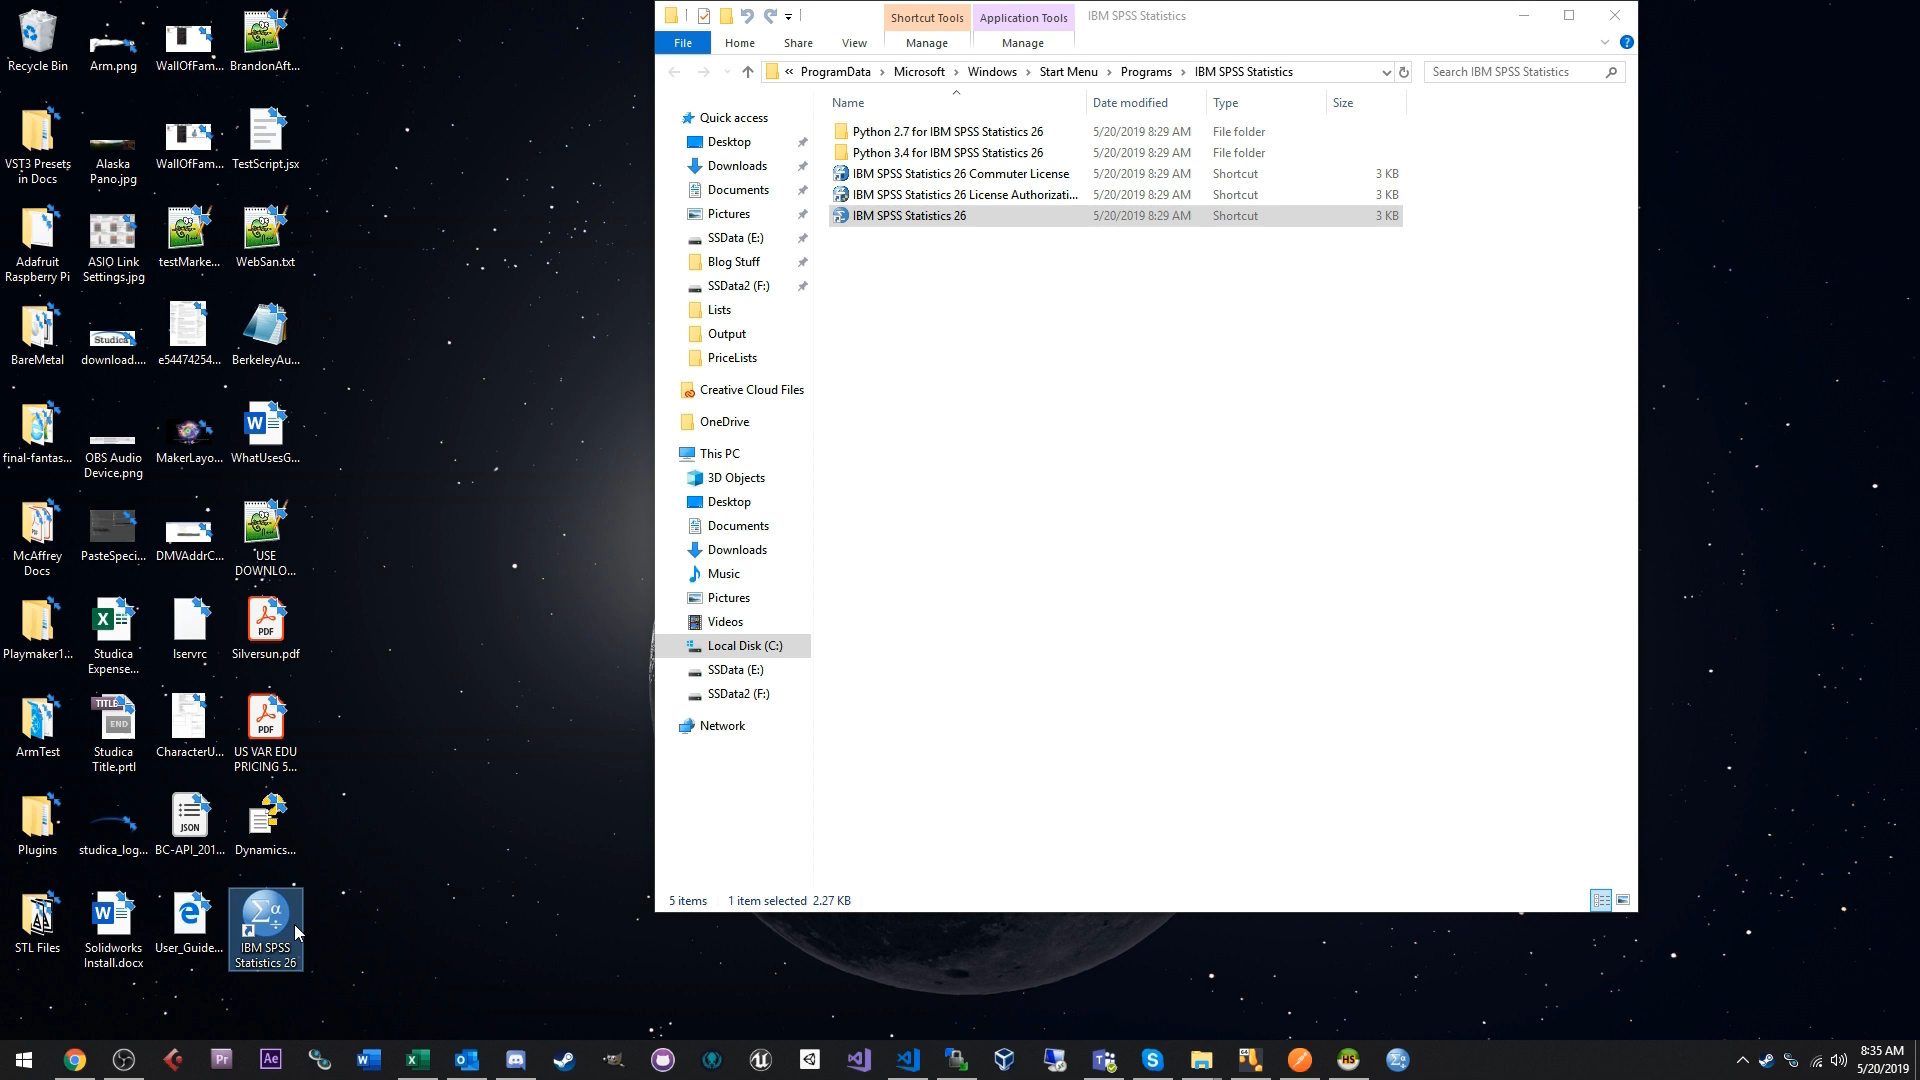 Recycle Bin
Arm.png
WallOfFam...
BrandonAft...
VST3 Presets
in Docs
Alaska
Pano.jpg
WallOfFam...
TestScript.jsx
Adafruit
Raspberry Pi
ASIO Link
Settings.jpg
testMarke...
WebSan.txt
BareMetal
download....
e54474254...
BerkeleyAu...
final-fantas...
OBS Audio
Device.png
MakerLayo...
WhatUsesG...
McAffrey
Docs
PasteSpeci...
DMVAddrC...
USE
DOWNLO...
Playmaker1...
Studica
Expense...
lservrc
Silversun.pdf
ArmTest
Studica
Title.prtl
CharacterU...
US VAR EDU
PRICING 5...
Plugins
studica_log...
BC-API_201...
Dynamics...
STL Files
Solidworks
Install.docx
User_Guide...
IBM SPSS
Statistics 26
Shortcut Tools
Application Tools
IBM SPSS Statistics
File
Home
Share
View
Manage
Manage
« ProgramData > Microsoft > Windows > Start Menu > Programs > IBM SPSS Statistics
Search IBM SPSS Statistics
Name
Date modified
Type
Size
Python 2.7 for IBM SPSS Statistics 26 5/20/2019 8:29 AM File folder
Python 3.4 for IBM SPSS Statistics 26 5/20/2019 8:29 AM File folder
IBM SPSS Statistics 26 Commuter License 5/20/2019 8:29 AM Shortcut 3 KB
IBM SPSS Statistics 26 License Authorizati... 5/20/2019 8:29 AM Shortcut 3 KB
IBM SPSS Statistics 26 5/20/2019 8:29 AM Shortcut 3 KB
Quick access
Desktop
Downloads
Documents
Pictures
SSData (E:)
Blog Stuff
SSData2 (F:)
Lists
Output
PriceLists
Creative Cloud Files
OneDrive
This PC
3D Objects
Desktop
Documents
Downloads
Music
Pictures
Videos
Local Disk (C:)
SSData (E:)
SSData2 (F:)
Network
5 items
1 item selected 2.27 KB
8:35 AM
5/20/2019